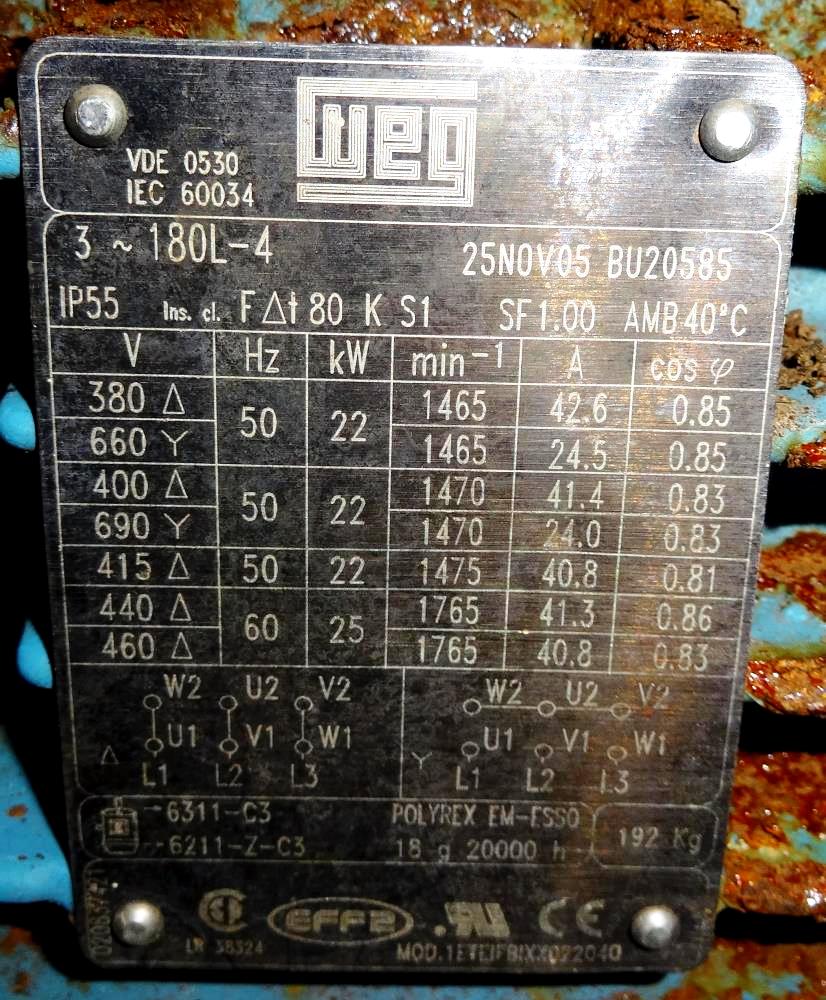 WEG
VDE 0530
IEC 60034
3 ~ 180L-4 25NOV05 BU20585
IP55 Ins. cl. F Δt 80 K S1 SF 1.00 AMB 40°C
V Hz kW min⁻¹ A cos φ
380 Δ 50 22 1465 42.6 0.85
660 Y 1465 24.5 0.85
400 Δ 50 22 1470 41.4 0.83
690 Y 1470 24.0 0.83
415 Δ 50 22 1475 40.8 0.81
440 Δ 60 25 1765 41.3 0.86
460 Δ 1765 40.8 0.83
W2 U2 V2 W2 U2 V2
Δ U1 V1 W1 Y U1 V1 W1
L1 L2 L3 L1 L2 L3
6311-C3 POLYREX EM-ESSO
6211-Z-C3 18 g 20000 h 192 Kg
EFF2 CE
LR 38324